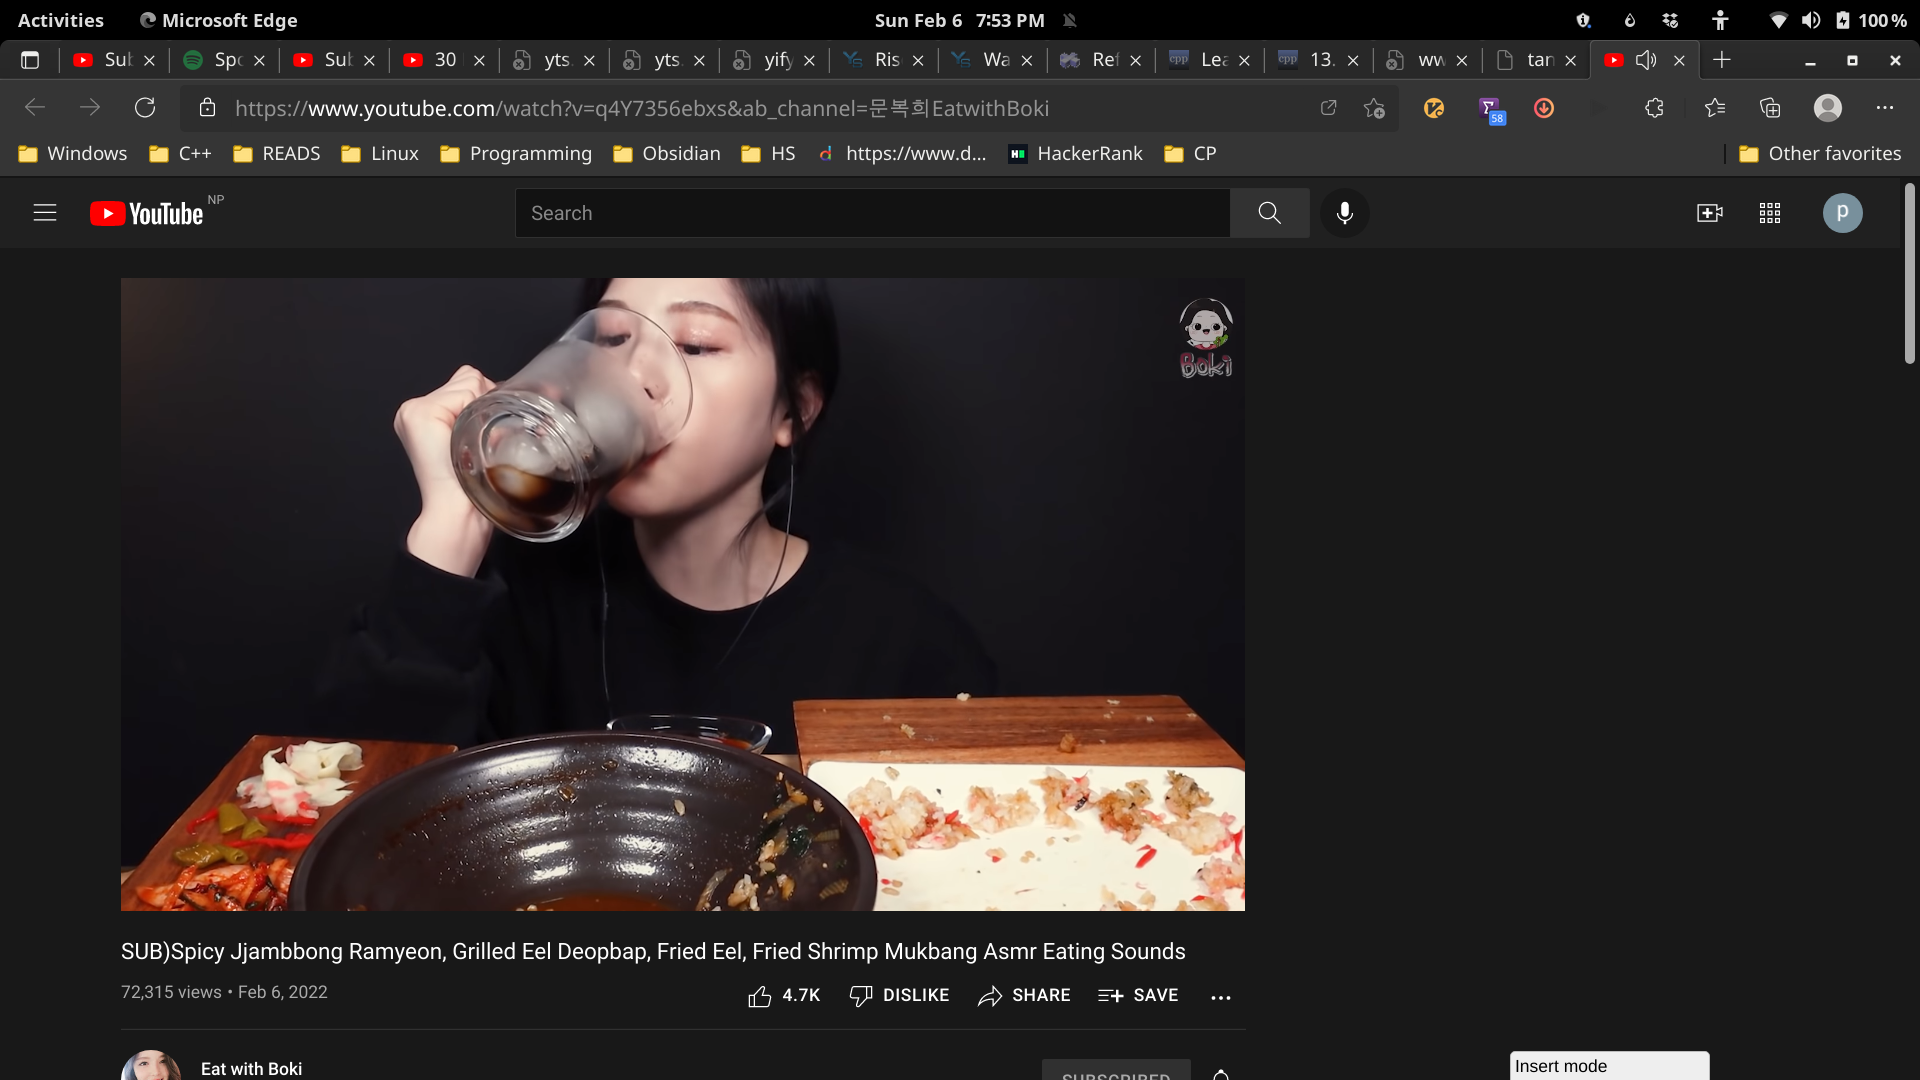 Activities Microsoft Edge Sun Feb 6 7:53 PM 100 %
Sub Spo Sub 30 yts. yts. yify Ris Wa Ref Lea 13. ww tan
https://www.youtube.com/watch?v=q4Y7356ebxs&ab_channel=문복희EatwithBoki 58
Windows C++ READS Linux Programming Obsidian HS https://www.d... HackerRank CP Other favorites
YouTube NP Search p
Boki
SUB)Spicy Jjambbong Ramyeon, Grilled Eel Deopbap, Fried Eel, Fried Shrimp Mukbang Asmr Eating Sounds
72,315 views • Feb 6, 2022 4.7K DISLIKE SHARE SAVE
Eat with Boki SUBSCRIBED
Insert mode